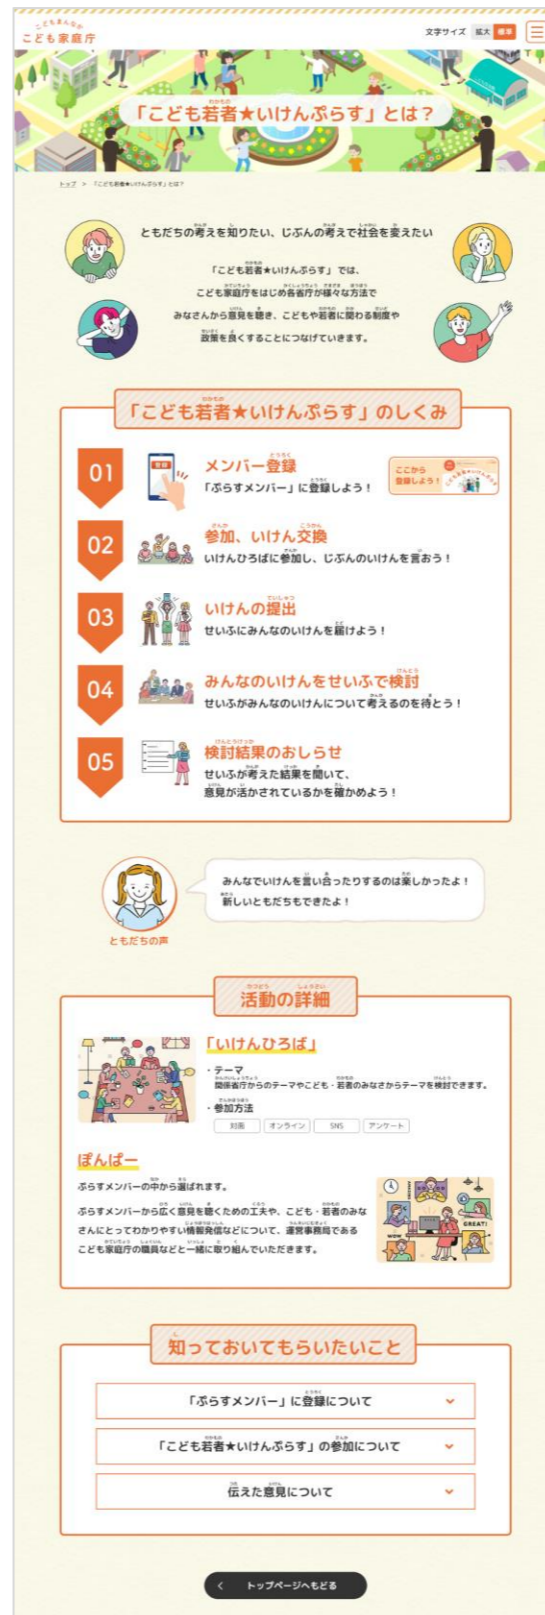 こどもまんなか
こども家庭庁
文字サイズ 拡大 標準
「こども若者★いけんぷらす」とは？
トップ > 「こども若者★いけんぷらす」とは？
ともだちの考えを知りたい、じぶんの考えで社会を変えたい
「こども若者★いけんぷらす」では、
こども家庭庁をはじめ各省庁が様々な方法で
みなさんから意見を聴き、こどもや若者に関わる制度や
政策を良くすることにつなげていきます。
「こども若者★いけんぷらす」のしくみ
01
登録
メンバー登録
「ぷらすメンバー」に登録しよう！
ここから
登録しよう！
こども若者★いけんぷらす
02
参加、いけん交換
いけんひろばに参加し、じぶんのいけんを言おう！
03
いけんの提出
せいふにみんなのいけんを届けよう！
04
みんなのいけんをせいふで検討
せいふがみんなのいけんについて考えるのを待とう！
05
検討結果のおしらせ
せいふが考えた結果を聞いて、
意見が活かされているかを確かめよう！
みんなでいけんを言い合ったりするのは楽しかったよ！
新しいともだちもできたよ！
ともだちの声
活動の詳細
「いけんひろば」
・テーマ
関係省庁からのテーマやこども・若者のみなさからテーマを検討できます。
・参加方法
対面 オンライン SNS アンケート
ぽんぱー
ぷらすメンバーの中から選ばれます。
ぷらすメンバーから広く意見を聴くための工夫や、こども・若者のみな
さんにとってわかりやすい情報発信などについて、運営事務局である
こども家庭庁の職員などと一緒に取り組んでいただきます。
GREAT!
WOW
知っておいてもらいたいこと
「ぷらすメンバー」に登録について
「こども若者★いけんぷらす」の参加について
伝えた意見について
トップページへもどる